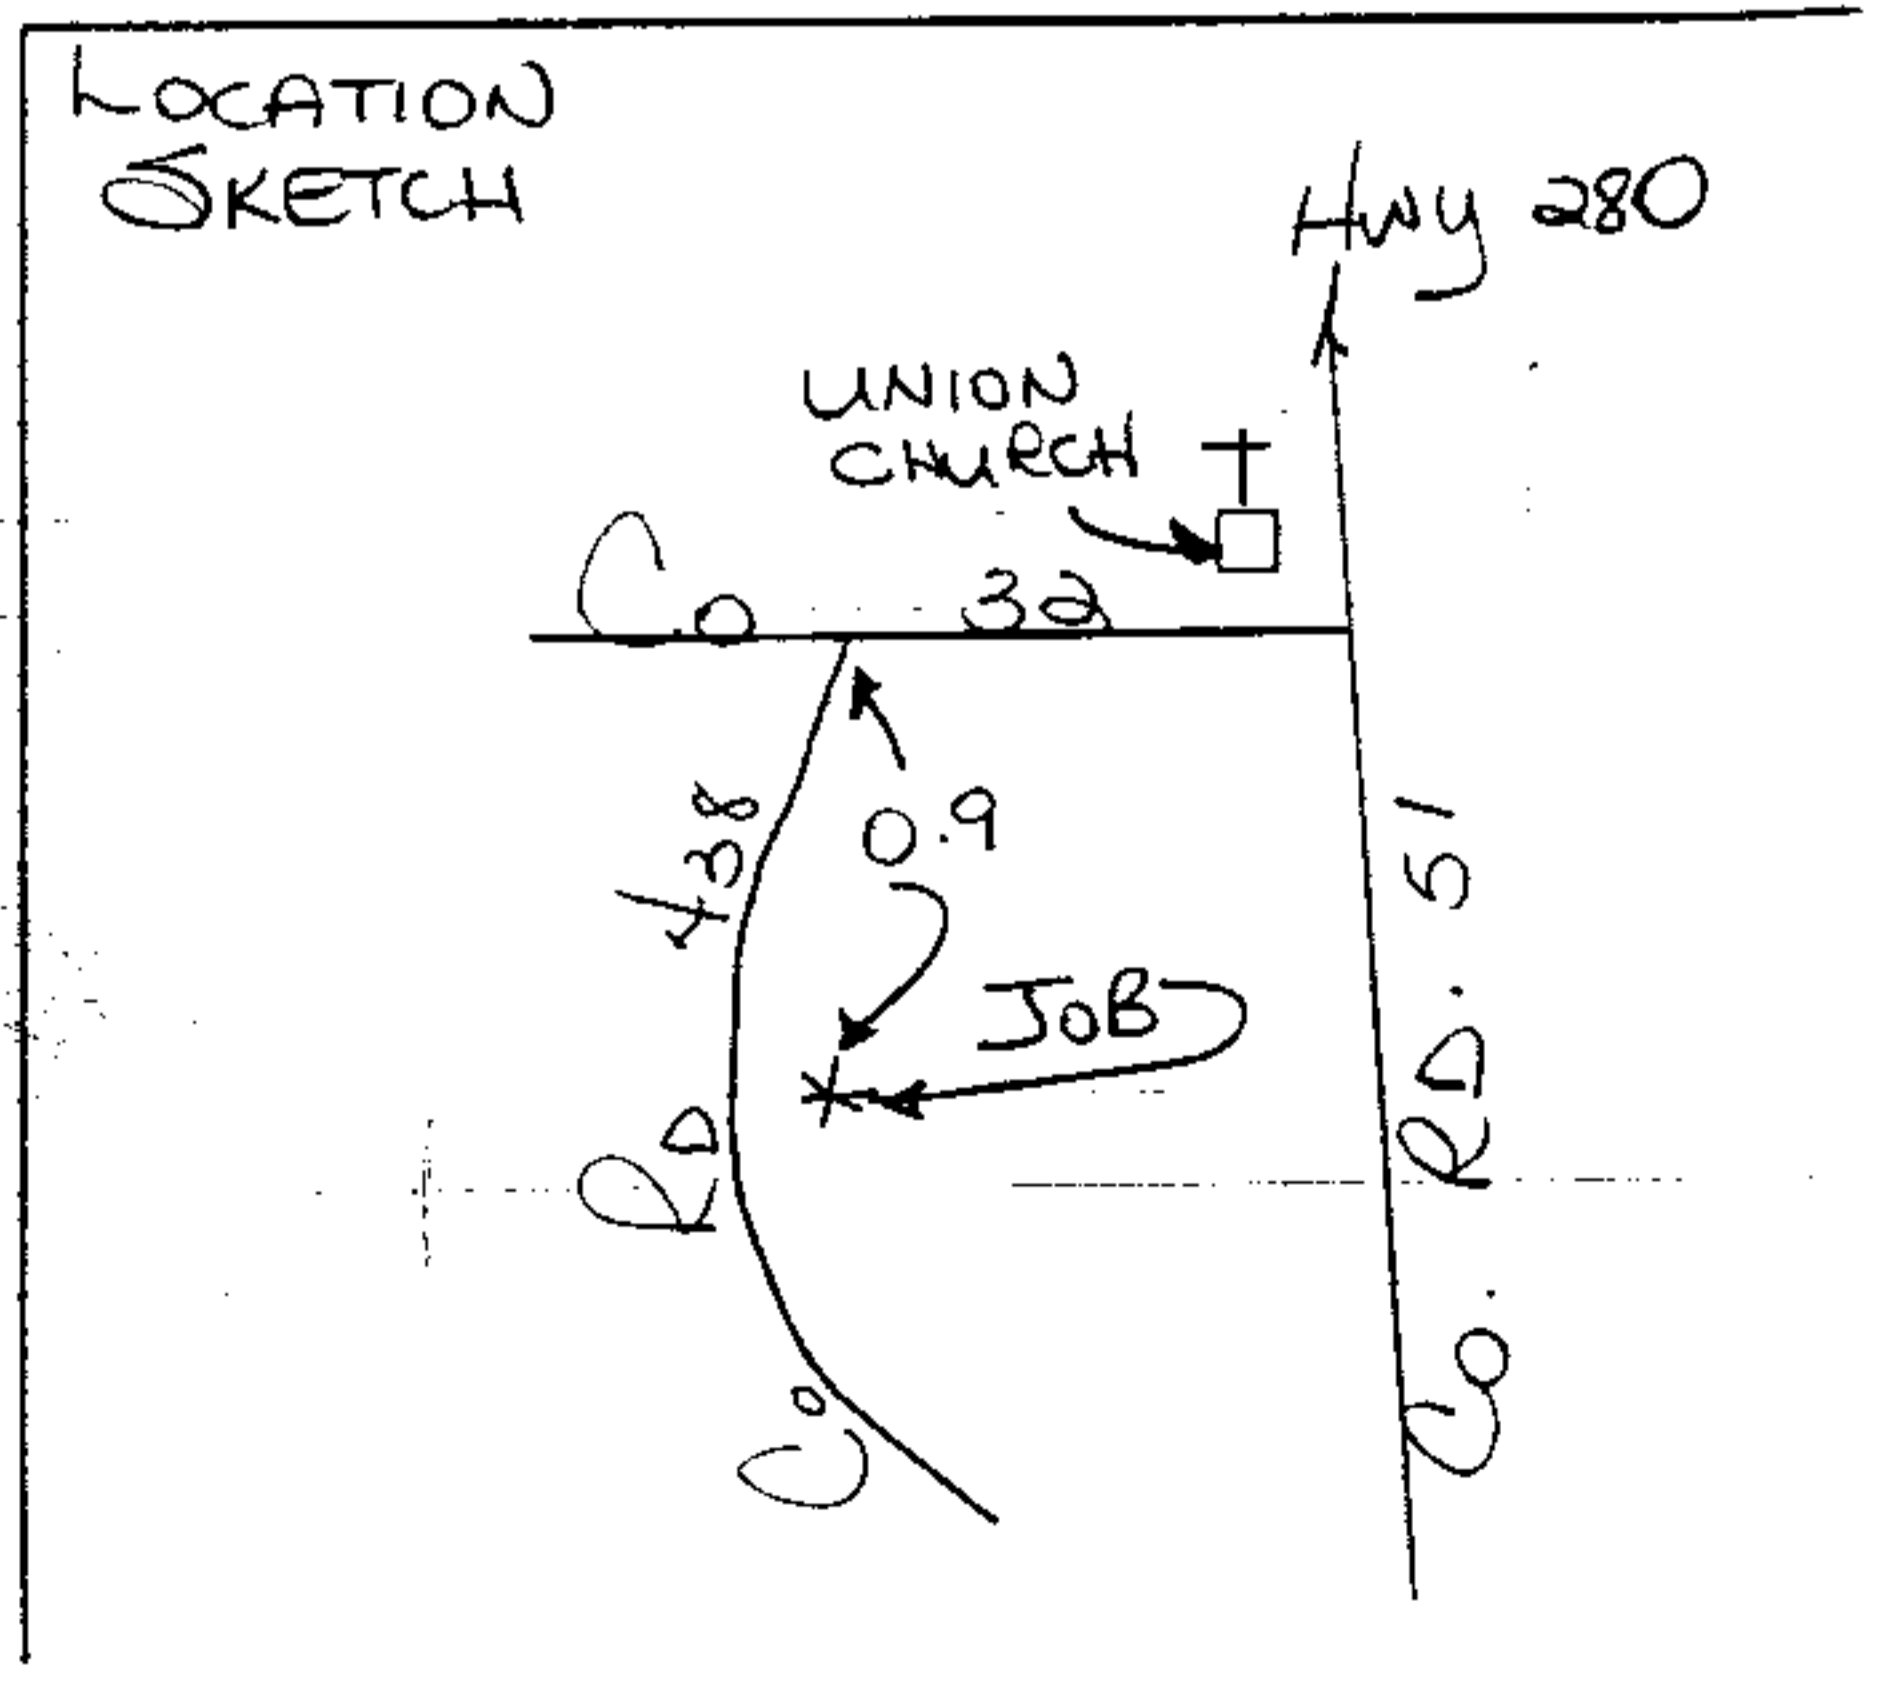 LOCATION
SKETCH
Hwy 280
UNION
CHURCH
Co 32
0.9
JOB
Co RD 438
Co. RD. 51